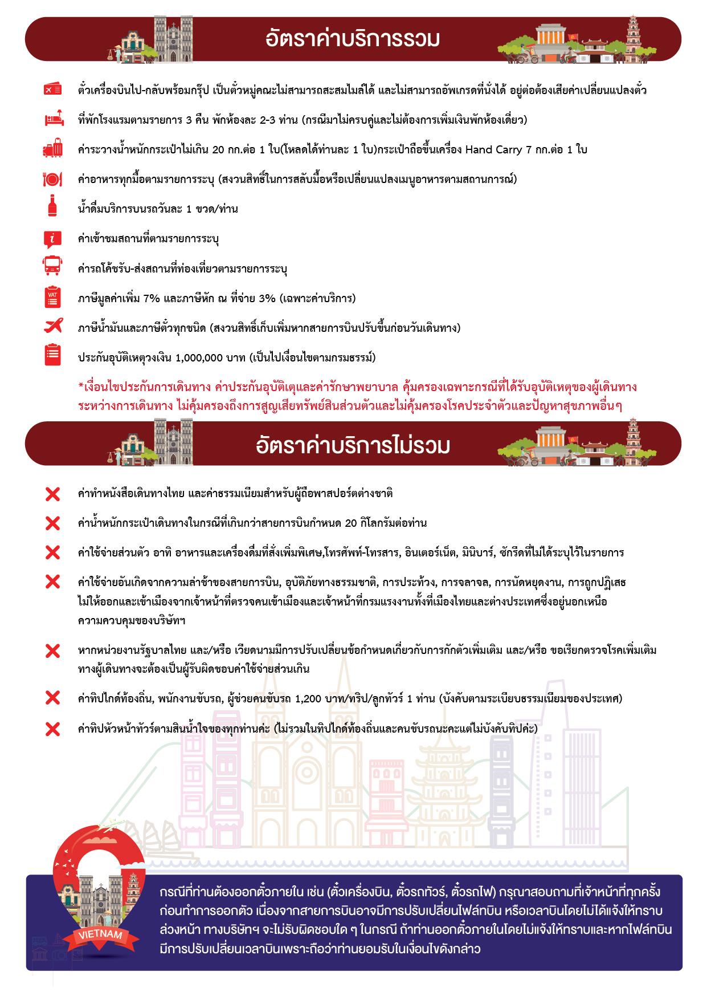 อัตราค่าบริการรวม
ตั๋วเครื่องบินไป-กลับพร้อมกรุ๊ป เป็นตั๋วหมู่คณะไม่สามารถสะสมไมล์ได้ และไม่สามารถอัพเกรดที่นั่งได้ อยู่ต่อต้องเสียค่าเปลี่ยนแปลงตั๋ว
ที่พักโรงแรมตามรายการ 3 คืน พักห้องละ 2-3 ท่าน (กรณีมาไม่ครบคู่และไม่ต้องการเพิ่มเงินพักห้องเดี่ยว)
ค่าระวางน้ำหนักกระเป๋าไม่เกิน 20 กก.ต่อ 1 ใบ(โหลดได้ท่านละ 1 ใบ)กระเป๋าถือขึ้นเครื่อง Hand Carry 7 กก.ต่อ 1 ใบ
ค่าอาหารทุกมื้อตามรายการระบุ (สงวนสิทธิ์ในการสลับมื้อหรือเปลี่ยนแปลงเมนูอาหารตามสถานการณ์)
น้ำดื่มบริการบนรถวันละ 1 ขวด/ท่าน
ค่าเข้าชมสถานที่ตามรายการระบุ
ค่ารถโค้ชรับ-ส่งสถานที่ท่องเที่ยวตามรายการระบุ
VAT
ภาษีมูลค่าเพิ่ม 7% และภาษีหัก ณ ที่จ่าย 3% (เฉพาะค่าบริการ)
ภาษีน้ำมันและภาษีตั๋วทุกชนิด (สงวนสิทธิ์เก็บเพิ่มหากสายการบินปรับขึ้นก่อนวันเดินทาง)
ประกันอุบัติเหตุวงเงิน 1,000,000 บาท (เป็นไปเงื่อนไขตามกรมธรรม์)
*เงื่อนไขประกันการเดินทาง ค่าประกันอุบัติเตุและค่ารักษาพยาบาล คุ้มครองเฉพาะกรณีที่ได้รับอุบัติเหตุของผู้เดินทาง
ระหว่างการเดินทาง ไม่คุ้มครองถึงการสูญเสียทรัพย์สินส่วนตัวและไม่คุ้มครองโรคประจำตัวและปัญหาสุขภาพอื่นๆ
อัตราค่าบริการไม่รวม
ค่าทำหนังสือเดินทางไทย และค่าธรรมเนียมสำหรับผู้ถือพาสปอร์ตต่างชาติ
ค่าน้ำหนักกระเป๋าเดินทางในกรณีที่เกินกว่าสายการบินกำหนด 20 กิโลกรัมต่อท่าน
ค่าใช้จ่ายส่วนตัว อาทิ อาหารและเครื่องดื่มที่สั่งเพิ่มพิเศษ,โทรศัพท์-โทรสาร, อินเตอร์เน็ต, มินิบาร์, ซักรีดที่ไม่ได้ระบุไว้ในรายการ
ค่าใช้จ่ายอันเกิดจากความล่าช้าของสายการบิน, อุบัติภัยทางธรรมชาติ, การประท้วง, การจลาจล, การนัดหยุดงาน, การถูกปฏิเสธ
ไม่ให้ออกและเข้าเมืองจากเจ้าหน้าที่ตรวจคนเข้าเมืองและเจ้าหน้าที่กรมแรงงานทั้งที่เมืองไทยและต่างประเทศซึ่งอยู่นอกเหนือ
ความควบคุมของบริษัทฯ
หากหน่วยงานรัฐบาลไทย และ/หรือ เวียดนามมีการปรับเปลี่ยนข้อกำหนดเกี่ยวกับการกักตัวเพิ่มเติม และ/หรือ ขอเรียกตรวจโรคเพิ่มเติม
ทางผู้เดินทางจะต้องเป็นผู้รับผิดชอบค่าใช้จ่ายส่วนเกิน
ค่าทิปไกด์ท้องถิ่น, พนักงานขับรถ, ผู้ช่วยคนขับรถ 1,200 บาท/ทริป/ลูกทัวร์ 1 ท่าน (บังคับตามระเบียบธรรมเนียมของประเทศ)
ค่าทิปหัวหน้าทัวร์ตามสินน้ำใจของทุกท่านค่ะ (ไม่รวมในทิปไกด์ท้องถิ่นและคนขับรถนะคะแต่ไม่บังคับทิปค่ะ)
กรณีที่ท่านต้องออกตั๋วภายใน เช่น (ตั๋วเครื่องบิน, ตั๋วรถทัวร์, ตั๋วรถไฟ) กรุณาสอบถามที่เจ้าหน้าที่ทุกครั้ง
ก่อนทำการออกตัว เนื่องจากสายการบินอาจมีการปรับเปลี่ยนไฟล์ทบิน หรือเวลาบินโดยไม่ได้แจ้งให้ทราบ
ล่วงหน้า ทางบริษัทฯ จะไม่รับผิดชอบใด ๆ ในกรณี ถ้าท่านออกตั๋วภายในโดยไม่แจ้งให้ทราบและหากไฟล์ทบิน
มีการปรับเปลี่ยนเวลาบินเพราะถือว่าท่านยอมรับในเงื่อนไขดังกล่าว
VIETNAM